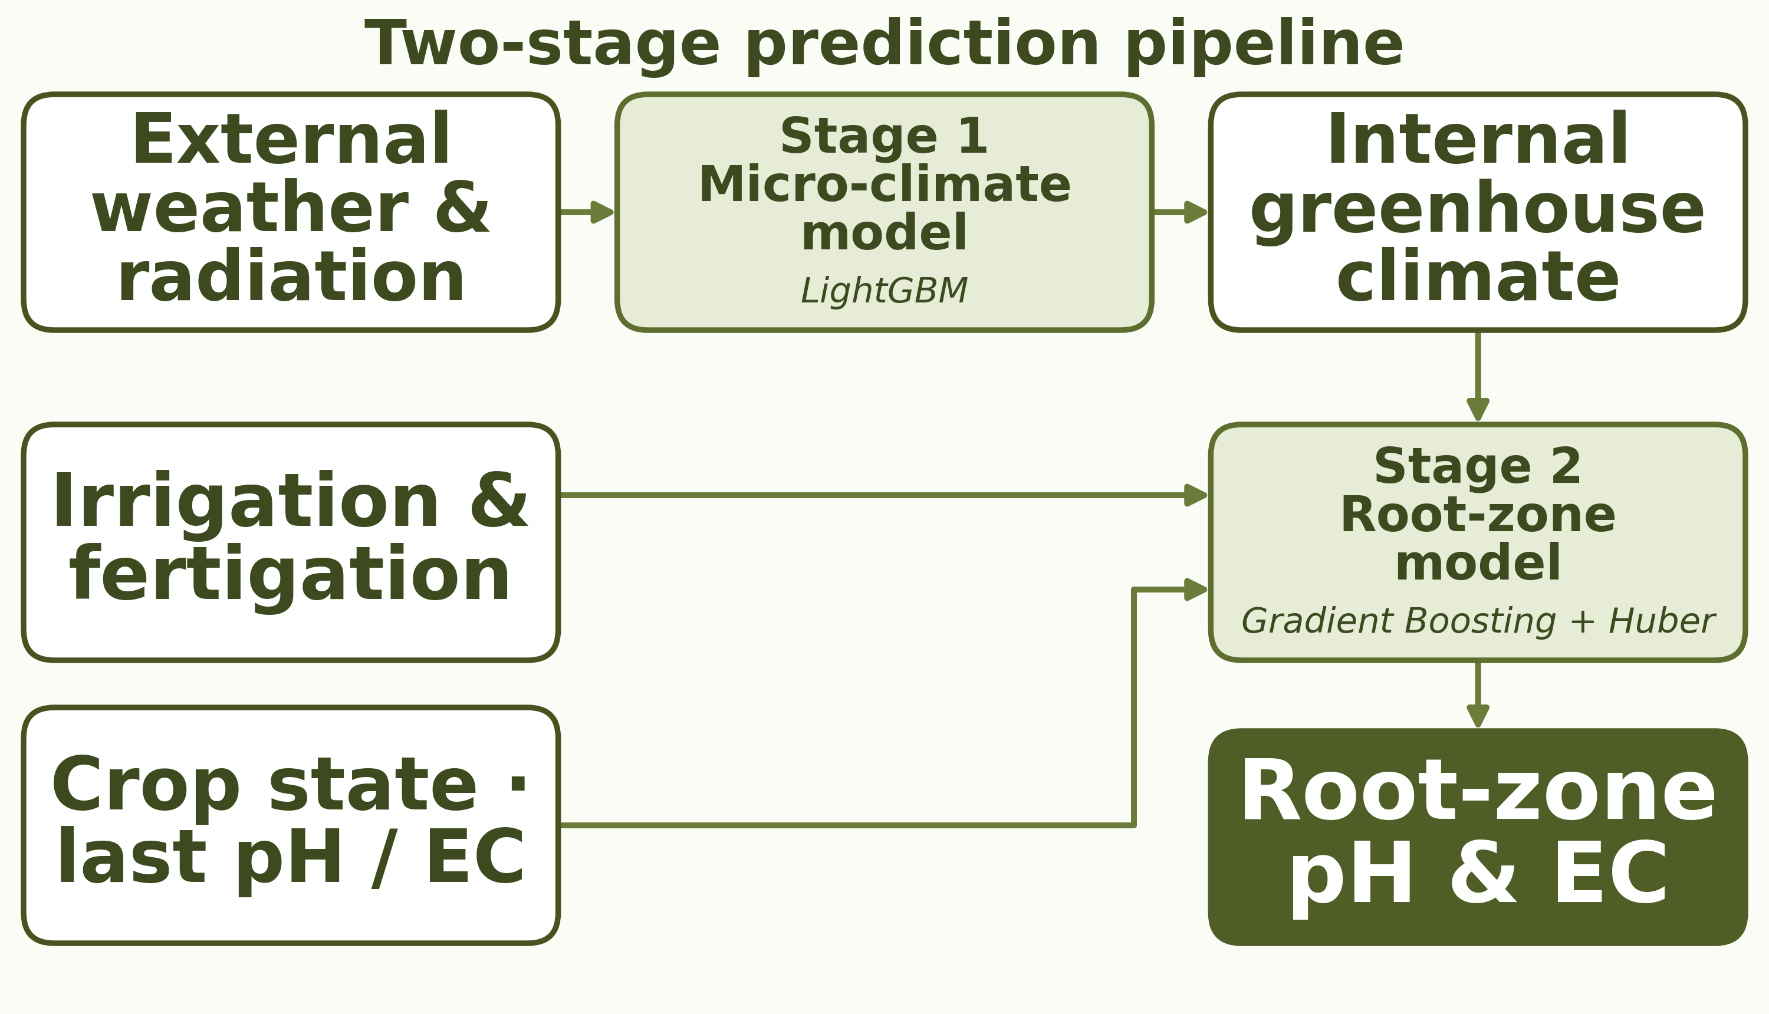 Two-stage prediction pipeline
External
weather &
radiation
Stage 1
Micro-climate
model
LightGBM
Internal
greenhouse
climate
Irrigation &
fertigation
Stage 2
Root-zone
model
Gradient Boosting + Huber
Crop state ·
last pH / EC
Root-zone
pH & EC